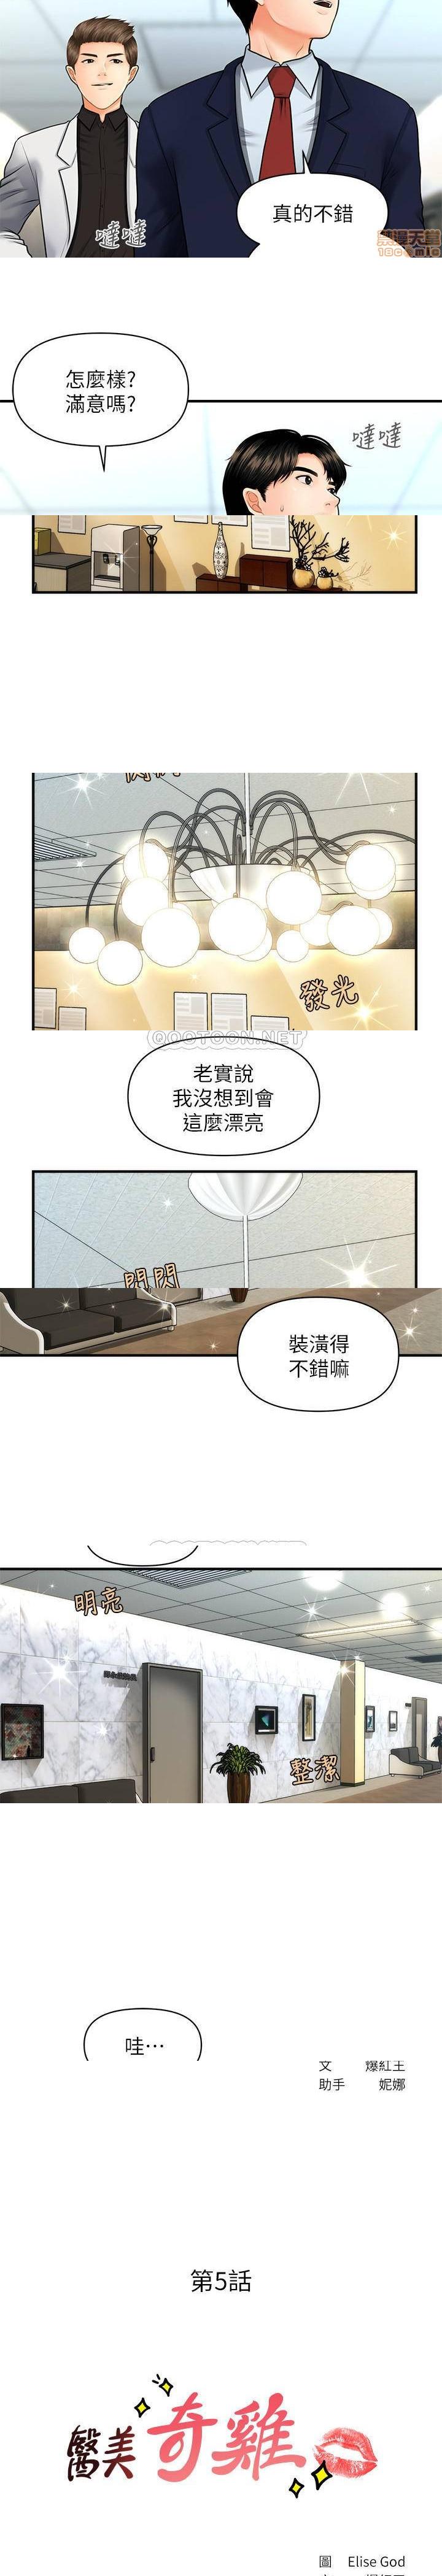 真的不錯
噠噠
18COMIC
怎麼樣?
滿意嗎?
噠噠
發光
QOOTOON.NET
老實說
我沒想到會
這麼漂亮
閃閃
裝潢得
不錯嘛
明亮
整潔
哇…
文 爆紅王
助手 妮娜
第5話
醫美奇雞
圖 Elise God